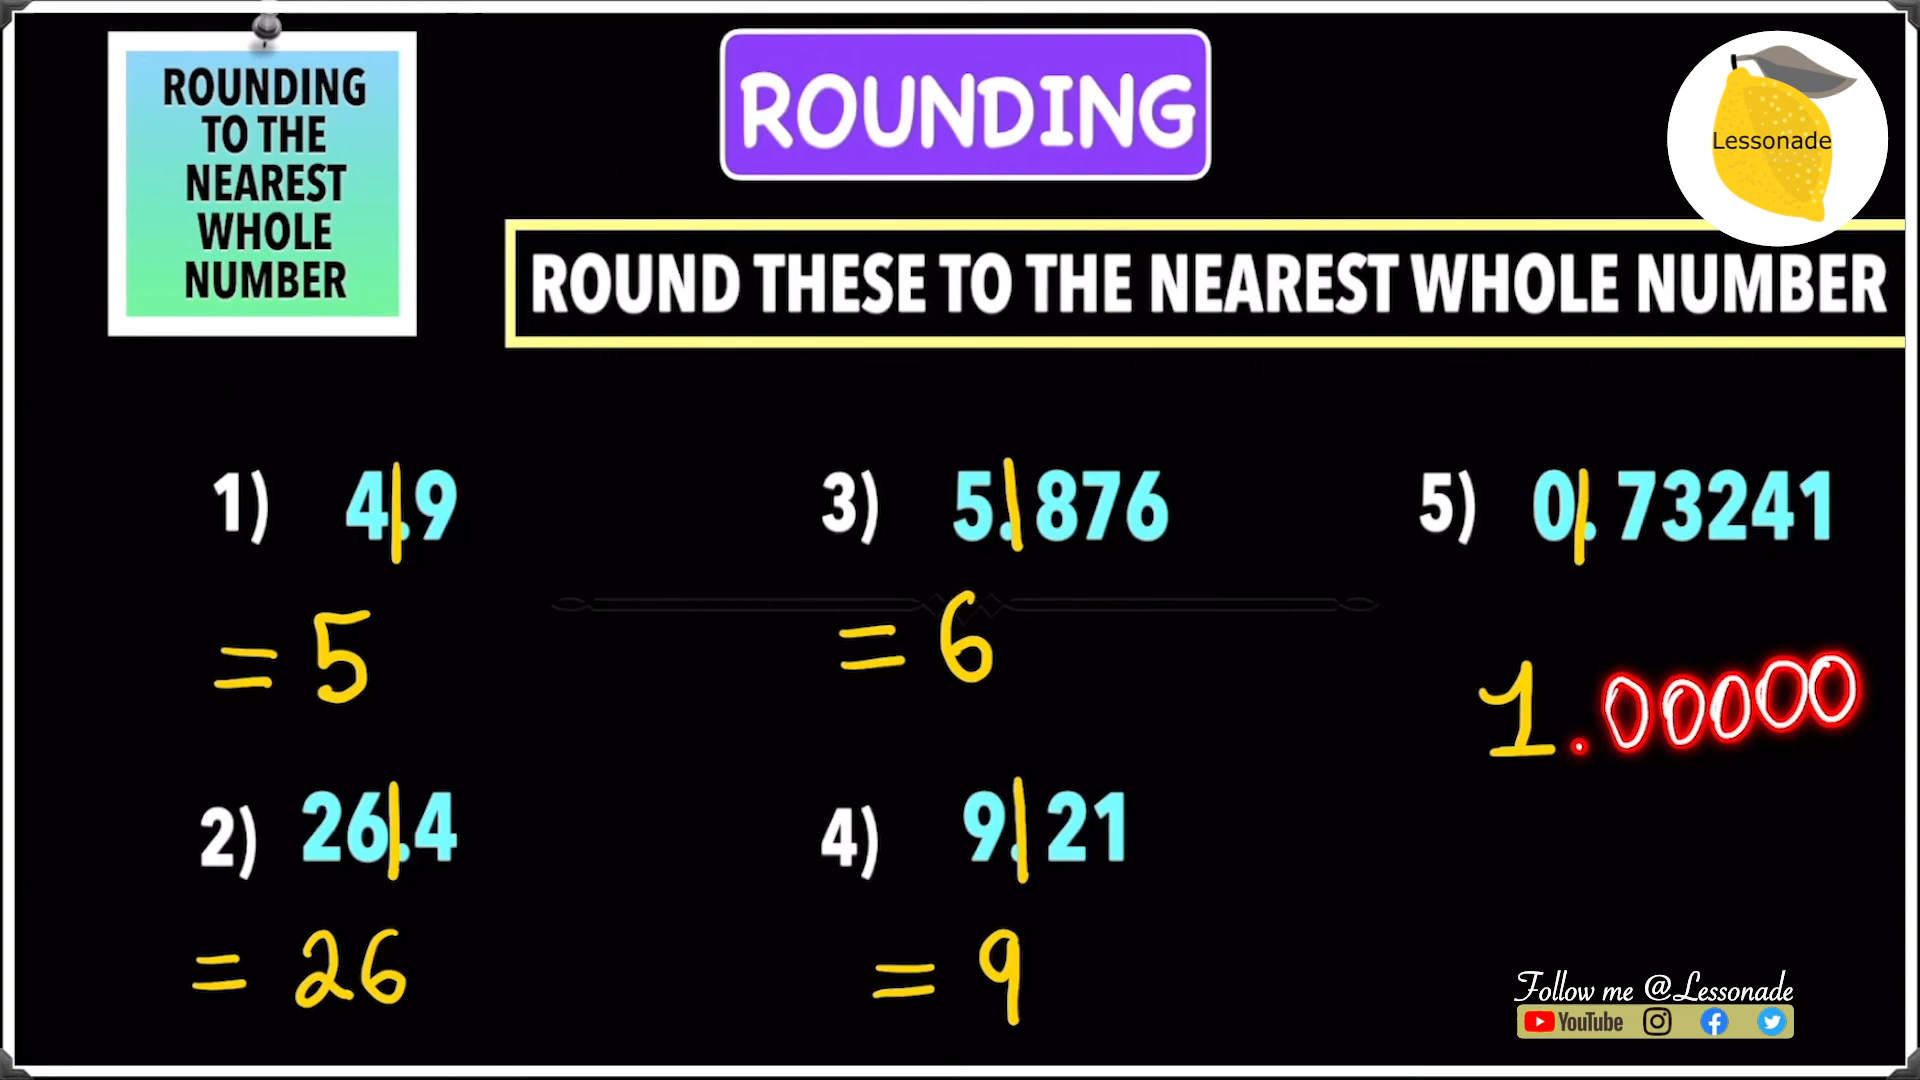 ROUNDING
TO THE
NEAREST
WHOLE
NUMBER
ROUNDING
Lessonade
ROUND THESE TO THE NEAREST WHOLE NUMBER
1) 4.9
= 5
2) 26.4
= 26
3) 5.876
= 6
4) 9.21
= 9
5) 0.73241
1.00000
Follow me @Lessonade
YouTube